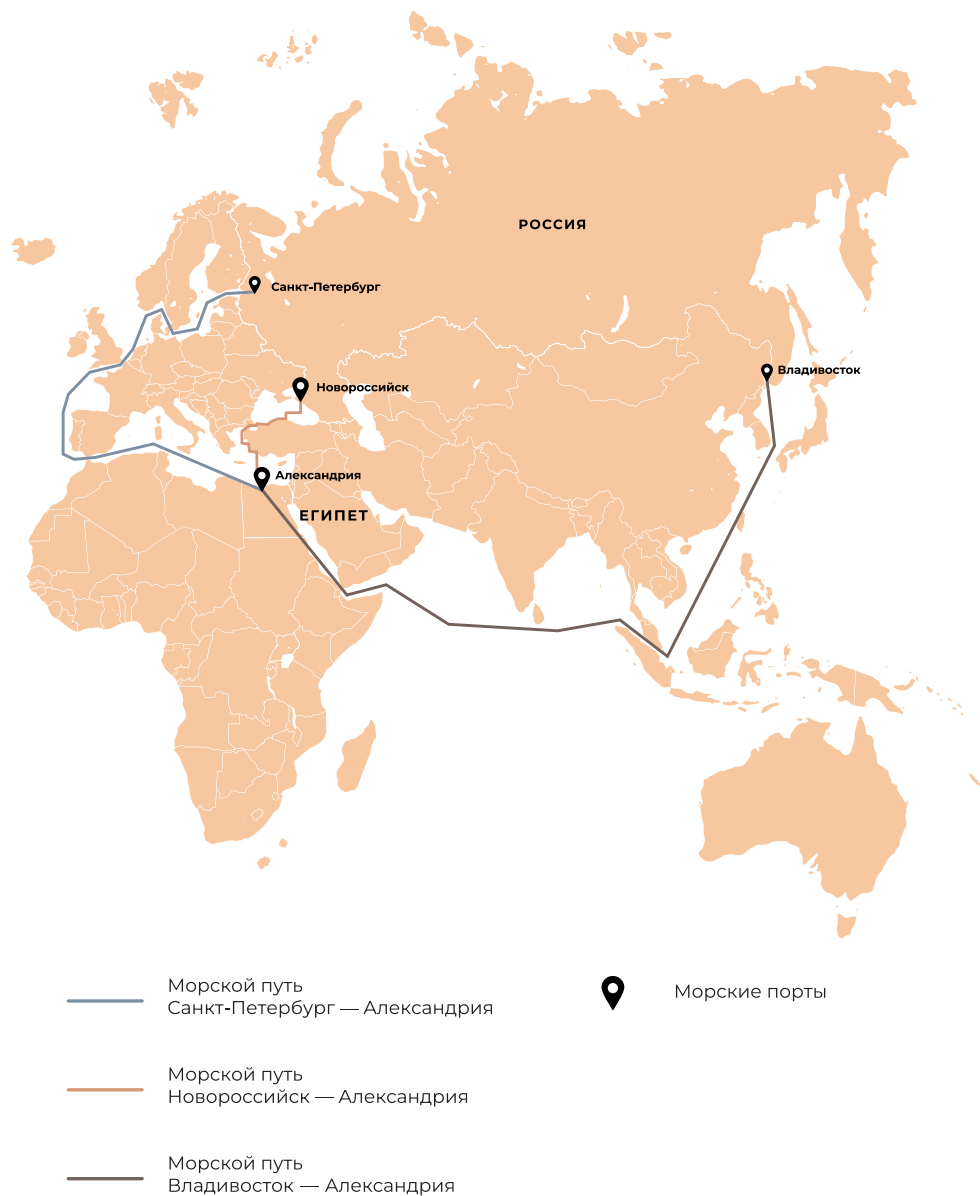 РОССИЯ
Санкт-Петербург
Владивосток
Новороссийск
Александрия
ЕГИПЕТ
Морской путь
Санкт-Петербург — Александрия
Морские порты
Морской путь
Новороссийск — Александрия
Морской путь
Владивосток — Александрия